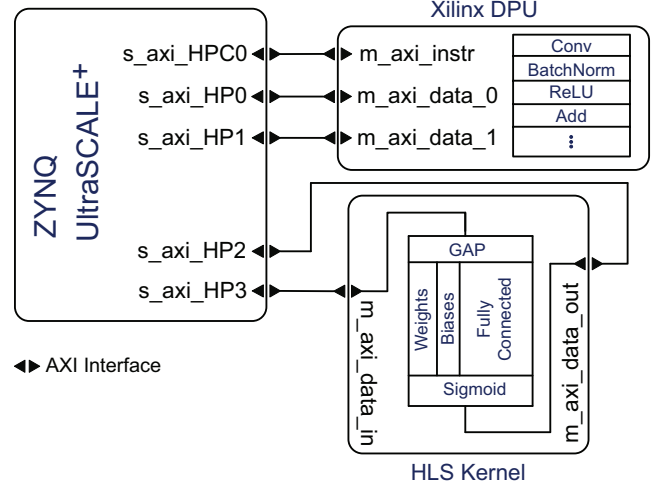 Xilinx DPU
ZYNQ
UltraSCALE+
s_axi_HPC0
s_axi_HP0
s_axi_HP1
s_axi_HP2
s_axi_HP3
m_axi_instr
m_axi_data_0
m_axi_data_1
Conv
BatchNorm
ReLU
Add
⋮
GAP
Weights
Biases
Fully
Connected
Sigmoid
m_axi_data_in
m_axi_data_out
AXI Interface
HLS Kernel